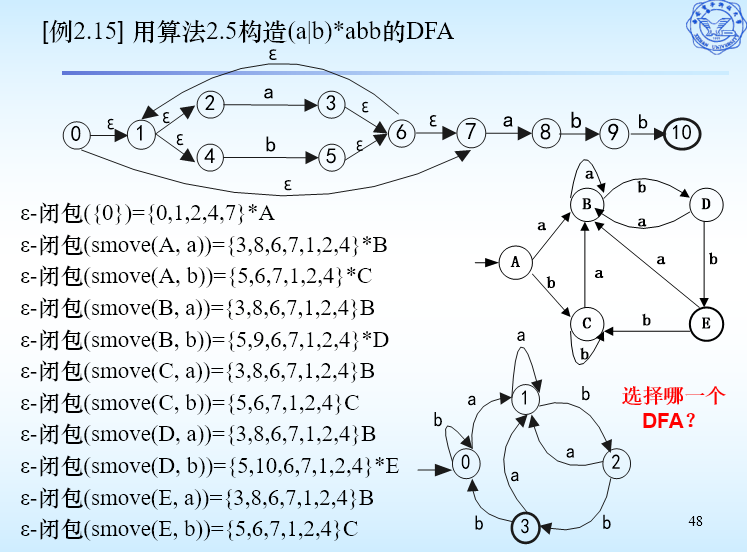 [例2.15] 用算法2.5构造(a|b)*abb的DFA
ε
2 a 3
ε ε
0 ε 1 6 ε 7 a 8 b 9 b 10
ε ε
4 b 5
ε
ε-闭包({0})={0,1,2,4,7}*A
ε-闭包(smove(A, a))={3,8,6,7,1,2,4}*B
ε-闭包(smove(A, b))={5,6,7,1,2,4}*C
ε-闭包(smove(B, a))={3,8,6,7,1,2,4}B
ε-闭包(smove(B, b))={5,9,6,7,1,2,4}*D
ε-闭包(smove(C, a))={3,8,6,7,1,2,4}B
ε-闭包(smove(C, b))={5,6,7,1,2,4}C
ε-闭包(smove(D, a))={3,8,6,7,1,2,4}B
ε-闭包(smove(D, b))={5,10,6,7,1,2,4}*E
ε-闭包(smove(E, a))={3,8,6,7,1,2,4}B
ε-闭包(smove(E, b))={5,6,7,1,2,4}C
a
B b D
a
a
A a a b
b
C b E
b
a
1
a b
b
0 a 2
a
b 3 b
选择哪一个
DFA？
48